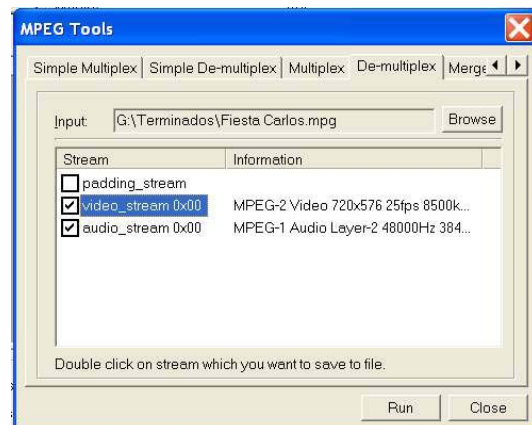 MPEG Tools
Simple Multiplex Simple De-multiplex Multiplex De-multiplex Merge
Input: G:\Terminados\Fiesta Carlos.mpg Browse
Stream Information
padding_stream
video_stream 0x00 MPEG-2 Video 720x576 25fps 8500k...
audio_stream 0x00 MPEG-1 Audio Layer-2 48000Hz 384...
Double click on stream which you want to save to file.
Run Close